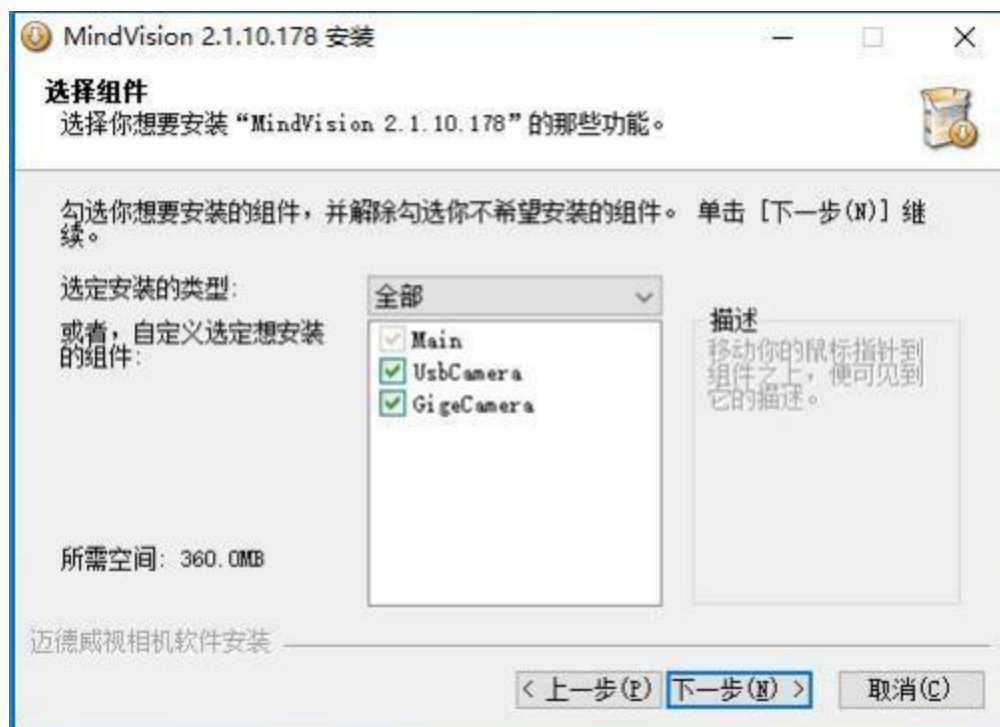 MindVision 2.1.10.178 安装
选择组件
选择你想要安装“MindVision 2.1.10.178”的那些功能。
勾选你想要安装的组件，并解除勾选你不希望安装的组件。 单击 [下一步(N)] 继
续。
选定安装的类型:
全部
或者，自定义选定想安装
的组件:
Main
UsbCamera
GigeCamera
描述
移动你的鼠标指针到
组件之上，便可见到
它的描述。
所需空间: 360.0MB
迈德威视相机软件安装
< 上一步(P)
下一步(N) >
取消(C)